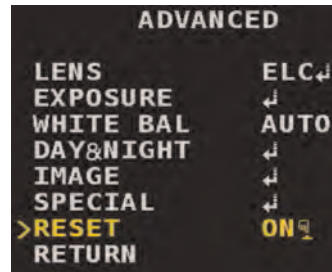 ADVANCED
LENS ELC↲
EXPOSURE ↲
WHITE BAL AUTO
DAY&NIGHT ↲
IMAGE ↲
SPECIAL ↲
>RESET ON
RETURN